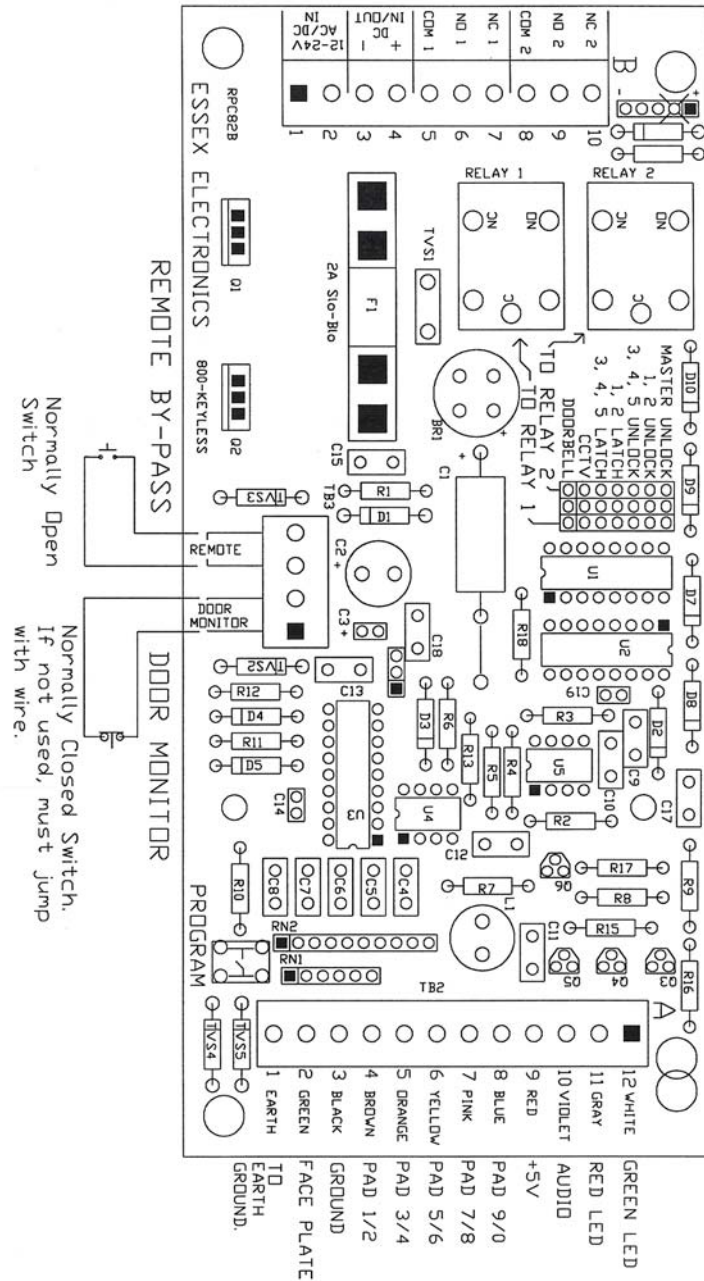 12-24V
AC/DC
IN
DC
IN/OUT
-
+
COM 1
NO 1
NC 1
COM 2
NO 2
NC 2
1
2
3
4
5
6
7
8
9
10
B
-
+
RPC82B
ESSEX ELECTRONICS
Q1
800-KEYLESS
Q2
2A Slo-Blo
F1
TVS1
RELAY 1
NC
NO
C
RELAY 2
NC
NO
C
TO RELAY 2
TO RELAY 1
MASTER UNLOCK
1, 2 UNLOCK
3, 4, 5 UNLOCK
1, 2 LATCH
3, 4, 5 LATCH
CCTV
DOORBELL
D10
D9
D7
D8
BR1
+
C1
+
C15
TB3
R1
D1
C2
+
C3
+
C18
R18
U1
U2
C19
TVS3
REMOTE
DOOR
MONITOR
TVS2
C13
R12
D4
R11
D5
C14
U3
D3
R6
R13
R5
R4
R3
U5
C10
C9
D2
C17
U4
C12
R2
R7
Q6
R17
R8
R15
R9
R10
C8
C7
C6
C5
C4
L1
C11
Q5
Q4
Q3
R16
RN2
RN1
PROGRAM
TVS4
TVS5
TB2
A
1 EARTH
2 GREEN
3 BLACK
4 BROWN
5 ORANGE
6 YELLOW
7 PINK
8 BLUE
9 RED
10 VIOLET
11 GRAY
12 WHITE
TO
EARTH
GROUND.
FACE PLATE
GROUND
PAD 1/2
PAD 3/4
PAD 5/6
PAD 7/8
PAD 9/0
+5V
AUDIO
RED LED
GREEN LED
REMOTE BY-PASS
Normally Open
Switch
DOOR MONITOR
Normally Closed Switch.
If not used, must jump
with wire.